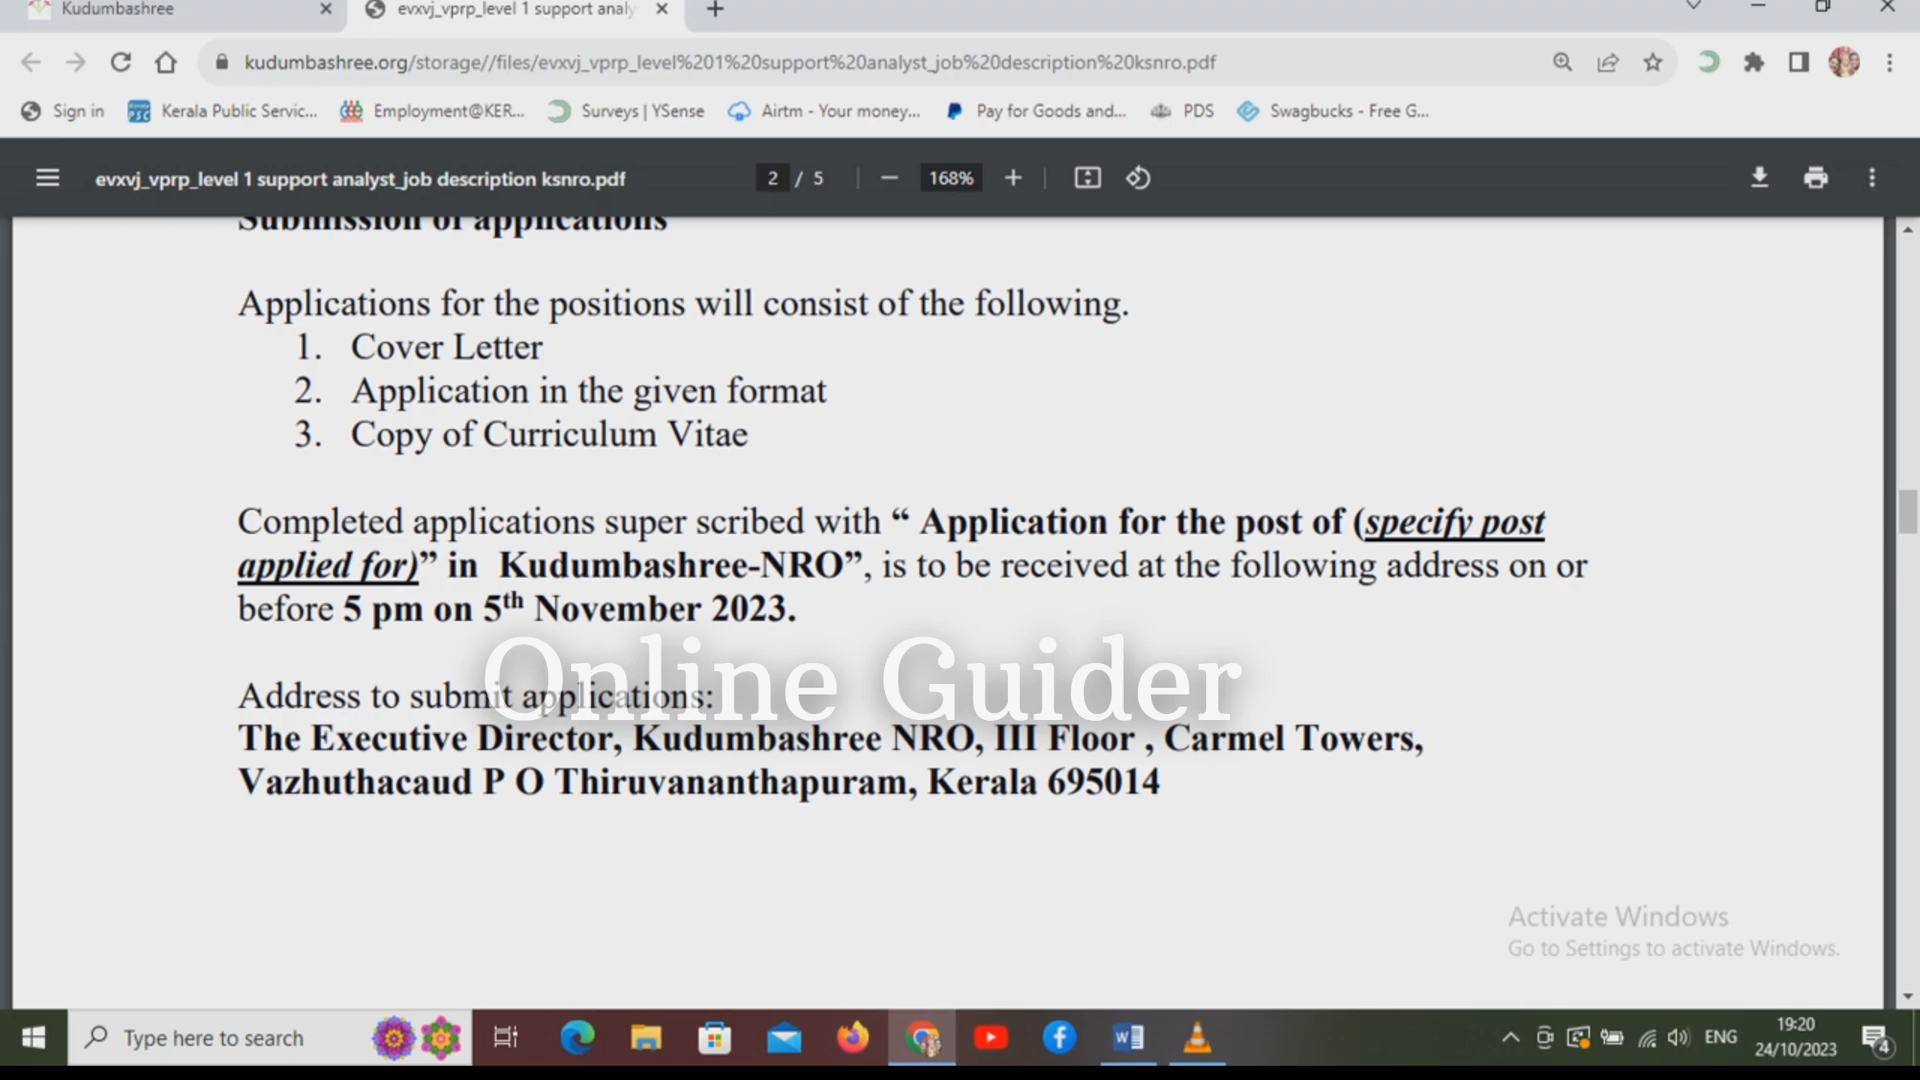 Kudumbashree
evxvj_vprp_level 1 support analy
kudumbashree.org/storage//files/evxvj_vprp_level%201%20support%20analyst_job%20description%20ksnro.pdf
Sign in
Kerala Public Servic...
Employment@KER...
Surveys | YSense
Airtm - Your money...
Pay for Goods and...
PDS
Swagbucks - Free G...
evxvj_vprp_level 1 support analyst_job description ksnro.pdf
2 / 5
168%
Submission of applications
Applications for the positions will consist of the following.
1. Cover Letter
2. Application in the given format
3. Copy of Curriculum Vitae
Completed applications super scribed with “ Application for the post of (specify post
applied for)” in Kudumbashree-NRO”, is to be received at the following address on or
before 5 pm on 5th November 2023.
Online Guider
Address to submit applications:
The Executive Director, Kudumbashree NRO, III Floor , Carmel Towers,
Vazhuthacaud P O Thiruvananthapuram, Kerala 695014
Activate Windows
Go to Settings to activate Windows.
Type here to search
ENG
19:20
24/10/2023
4